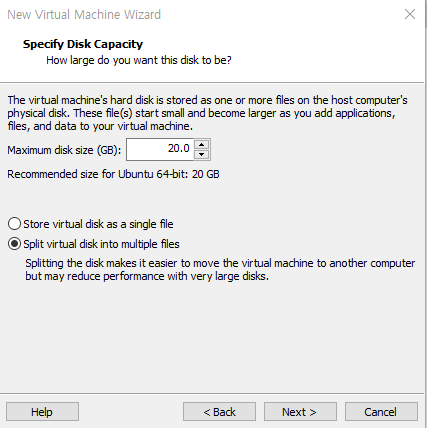 New Virtual Machine Wizard
Specify Disk Capacity
How large do you want this disk to be?
The virtual machine's hard disk is stored as one or more files on the host computer's
physical disk. These file(s) start small and become larger as you add applications,
files, and data to your virtual machine.
Maximum disk size (GB): 20.0
Recommended size for Ubuntu 64-bit: 20 GB
Store virtual disk as a single file
Split virtual disk into multiple files
Splitting the disk makes it easier to move the virtual machine to another computer
but may reduce performance with very large disks.
Help < Back Next > Cancel